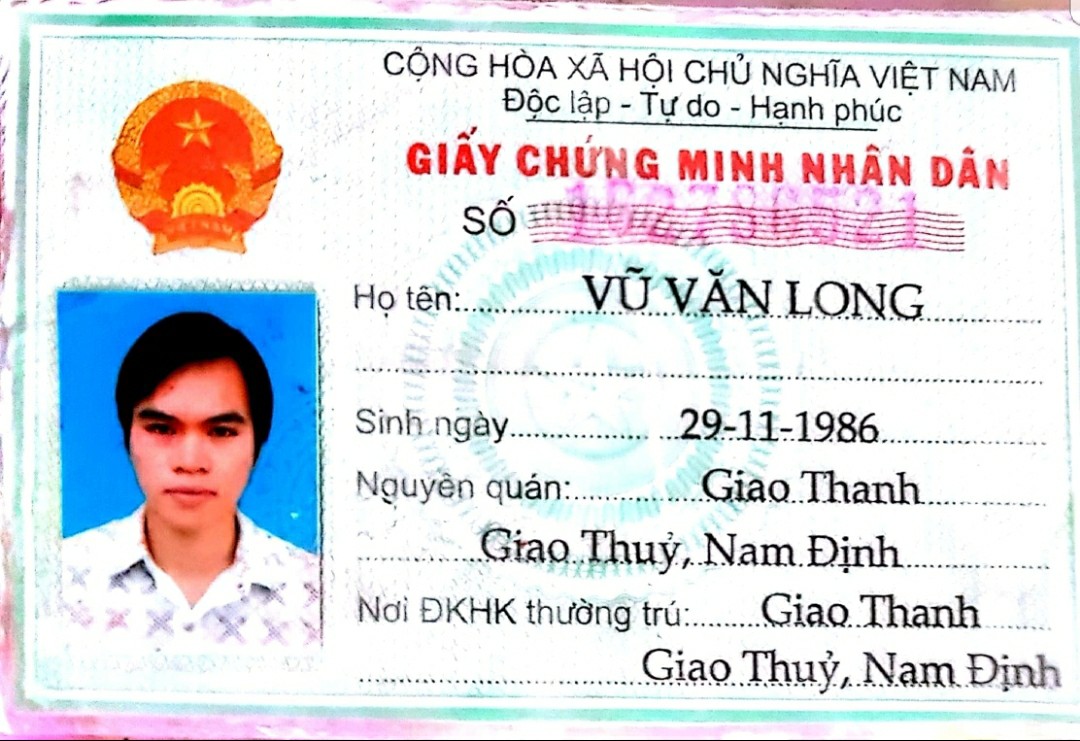 CỘNG HÒA XÃ HỘI CHỦ NGHĨA VIỆT NAM
Độc lập - Tự do - Hạnh phúc
GIẤY CHỨNG MINH NHÂN DÂN
SỐ
Họ tên: VŨ VĂN LONG
Sinh ngày 29-11-1986
Nguyên quán: Giao Thanh
Giao Thuỷ, Nam Định
Nơi ĐKHK thường trú: Giao Thanh
Giao Thuỷ, Nam Định